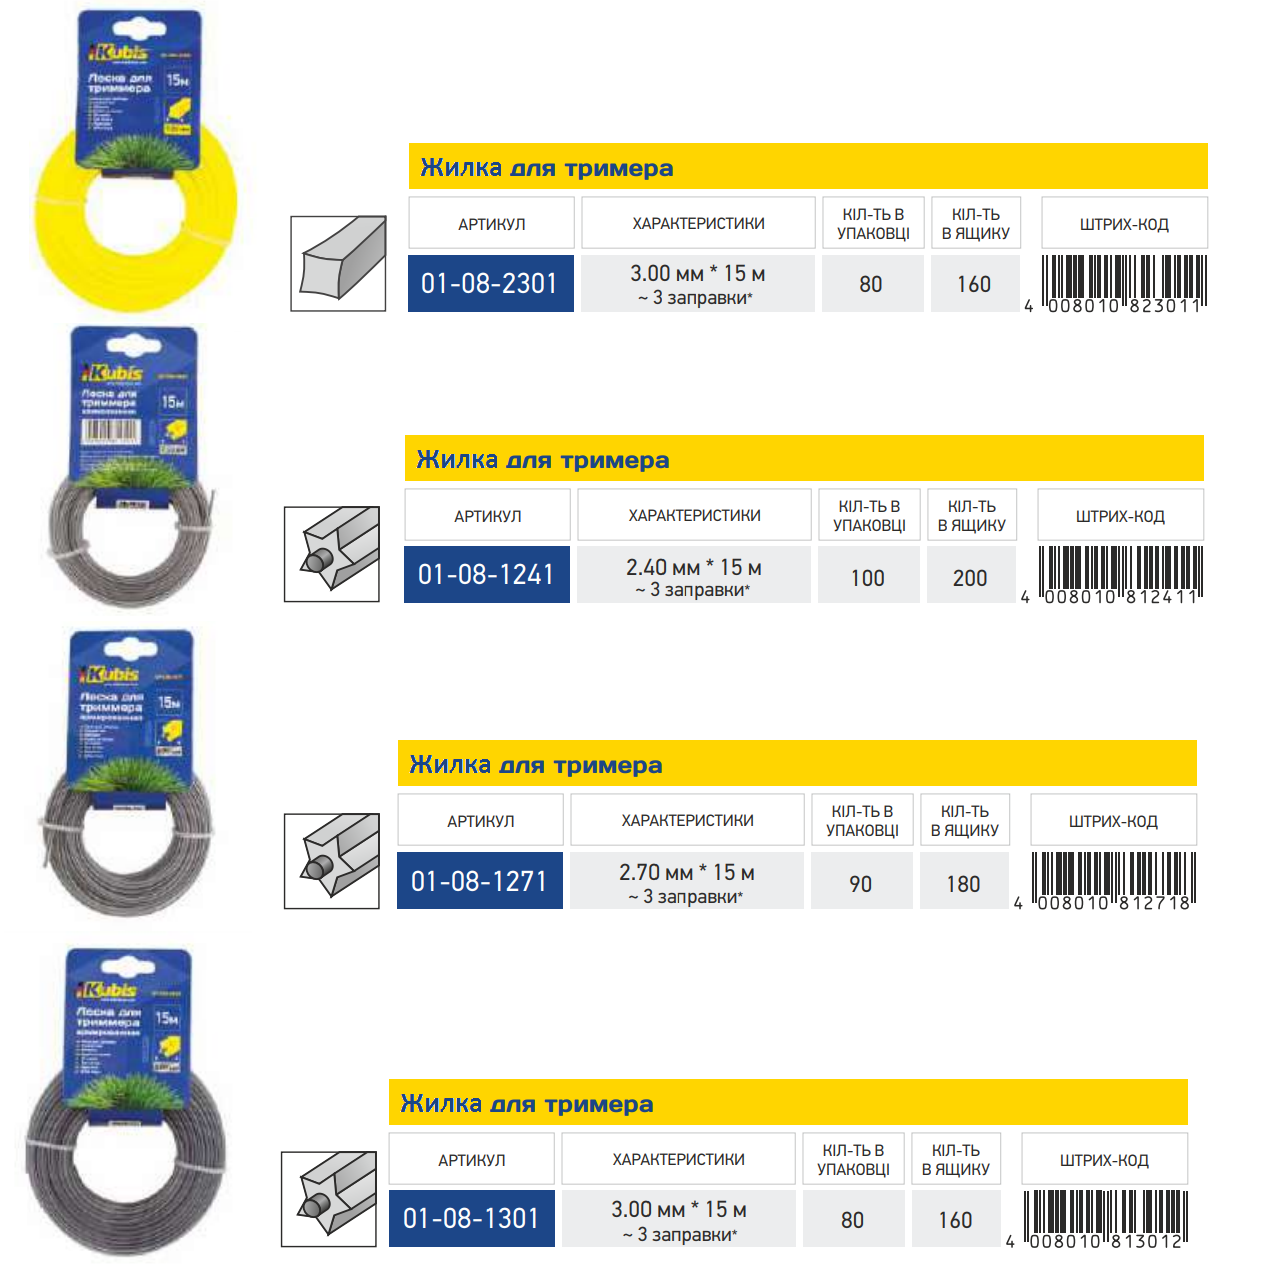 Kubis
Леска для
триммера
15м
Жилка для тримера
АРТИКУЛ
ХАРАКТЕРИСТИКИ
КІЛ-ТЬ В
УПАКОВЦІ
КІЛ-ТЬ
В ЯЩИКУ
ШТРИХ-КОД
01-08-2301
3.00 мм * 15 м
~ 3 заправки*
80
160
4 008010 823011
Kubis
Леска для
триммера
армированная
15м
Жилка для тримера
АРТИКУЛ
ХАРАКТЕРИСТИКИ
КІЛ-ТЬ В
УПАКОВЦІ
КІЛ-ТЬ
В ЯЩИКУ
ШТРИХ-КОД
01-08-1241
2.40 мм * 15 м
~ 3 заправки*
100
200
4 008010 812411
Kubis
Леска для
триммера
армированная
15м
Жилка для тримера
АРТИКУЛ
ХАРАКТЕРИСТИКИ
КІЛ-ТЬ В
УПАКОВЦІ
КІЛ-ТЬ
В ЯЩИКУ
ШТРИХ-КОД
01-08-1271
2.70 мм * 15 м
~ 3 заправки*
90
180
4 008010 812718
Kubis
Леска для
триммера
армированная
15м
Жилка для тримера
АРТИКУЛ
ХАРАКТЕРИСТИКИ
КІЛ-ТЬ В
УПАКОВЦІ
КІЛ-ТЬ
В ЯЩИКУ
ШТРИХ-КОД
01-08-1301
3.00 мм * 15 м
~ 3 заправки*
80
160
4 008010 813012